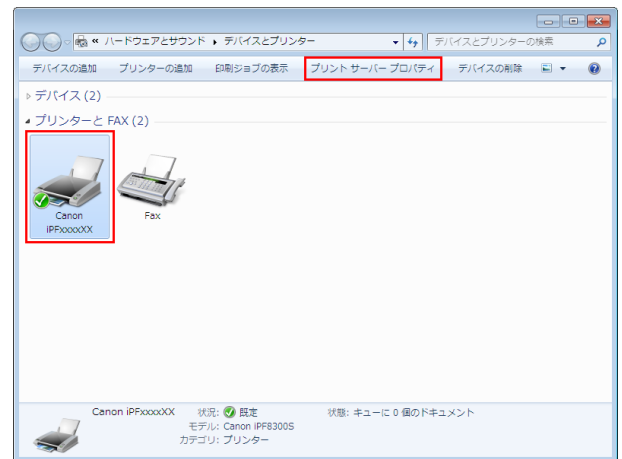 « ハードウェアとサウンド ▸ デバイスとプリンター デバイスとプリンターの検索
デバイスの追加 プリンターの追加 印刷ジョブの表示 プリント サーバー プロパティ デバイスの削除
デバイス (2)
プリンターと FAX (2)
Canon
iPFxxxxXX
Fax
Canon iPFxxxxXX 状況: 既定 状態: キューに 0 個のドキュメント
モデル: Canon iPF8300S
カテゴリ: プリンター